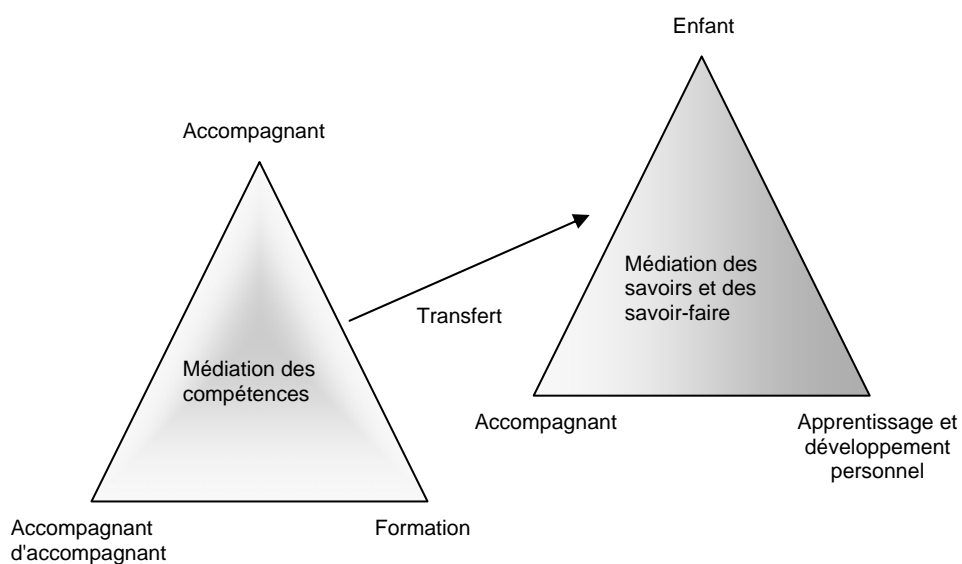 Enfant
Accompagnant
Médiation des
savoirs et des
savoir-faire
Transfert
Médiation des
compétences
Accompagnant
Apprentissage et
développement
personnel
Accompagnant
d'accompagnant
Formation